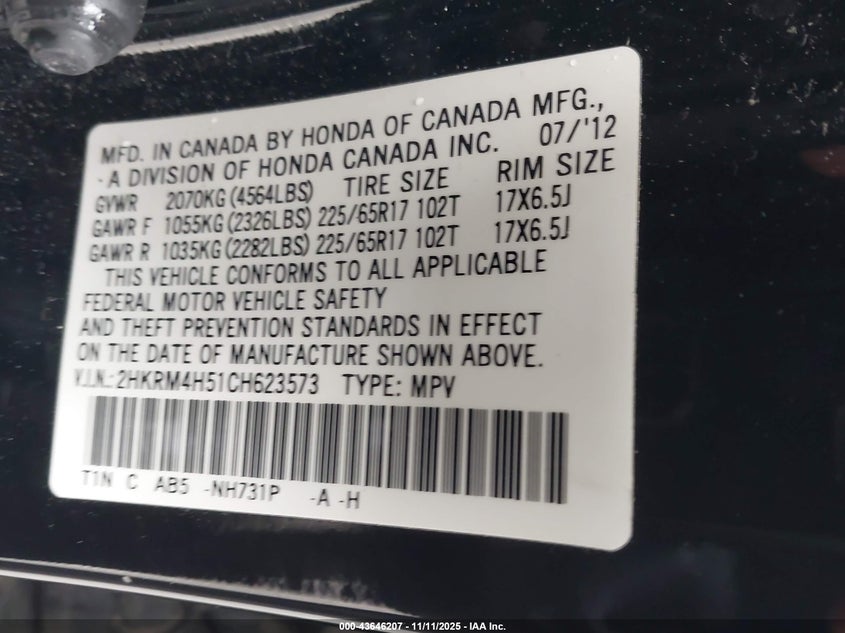 MFD. IN CANADA BY HONDA OF CANADA MFG.,
- A DIVISION OF HONDA CANADA INC. 07/'12
GVWR 2070KG (4564LBS) TIRE SIZE RIM SIZE
GAWR F 1055KG (2326LBS) 225/65R17 102T 17X6.5J
GAWR R 1035KG (2282LBS) 225/65R17 102T 17X6.5J
THIS VEHICLE CONFORMS TO ALL APPLICABLE
FEDERAL MOTOR VEHICLE SAFETY
AND THEFT PREVENTION STANDARDS IN EFFECT
ON THE DATE OF MANUFACTURE SHOWN ABOVE.
V.I.N.: 2HKRM4H51CH623573 TYPE: MPV
T1N C AB5 -NH731P -A -H
000-43646207 - 11/11/2025 - IAA Inc.